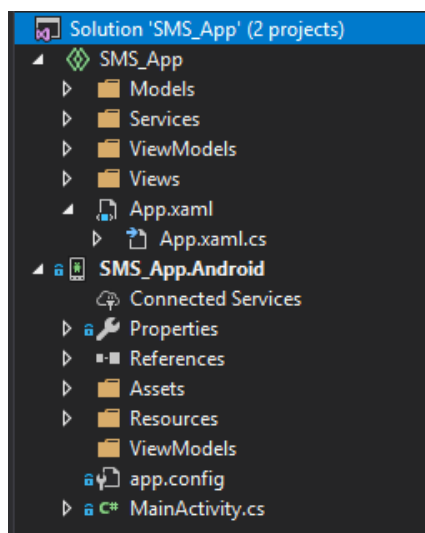 Solution 'SMS_App' (2 projects)
SMS_App
Models
Services
ViewModels
Views
App.xaml
App.xaml.cs
SMS_App.Android
Connected Services
Properties
References
Assets
Resources
ViewModels
app.config
C# MainActivity.cs